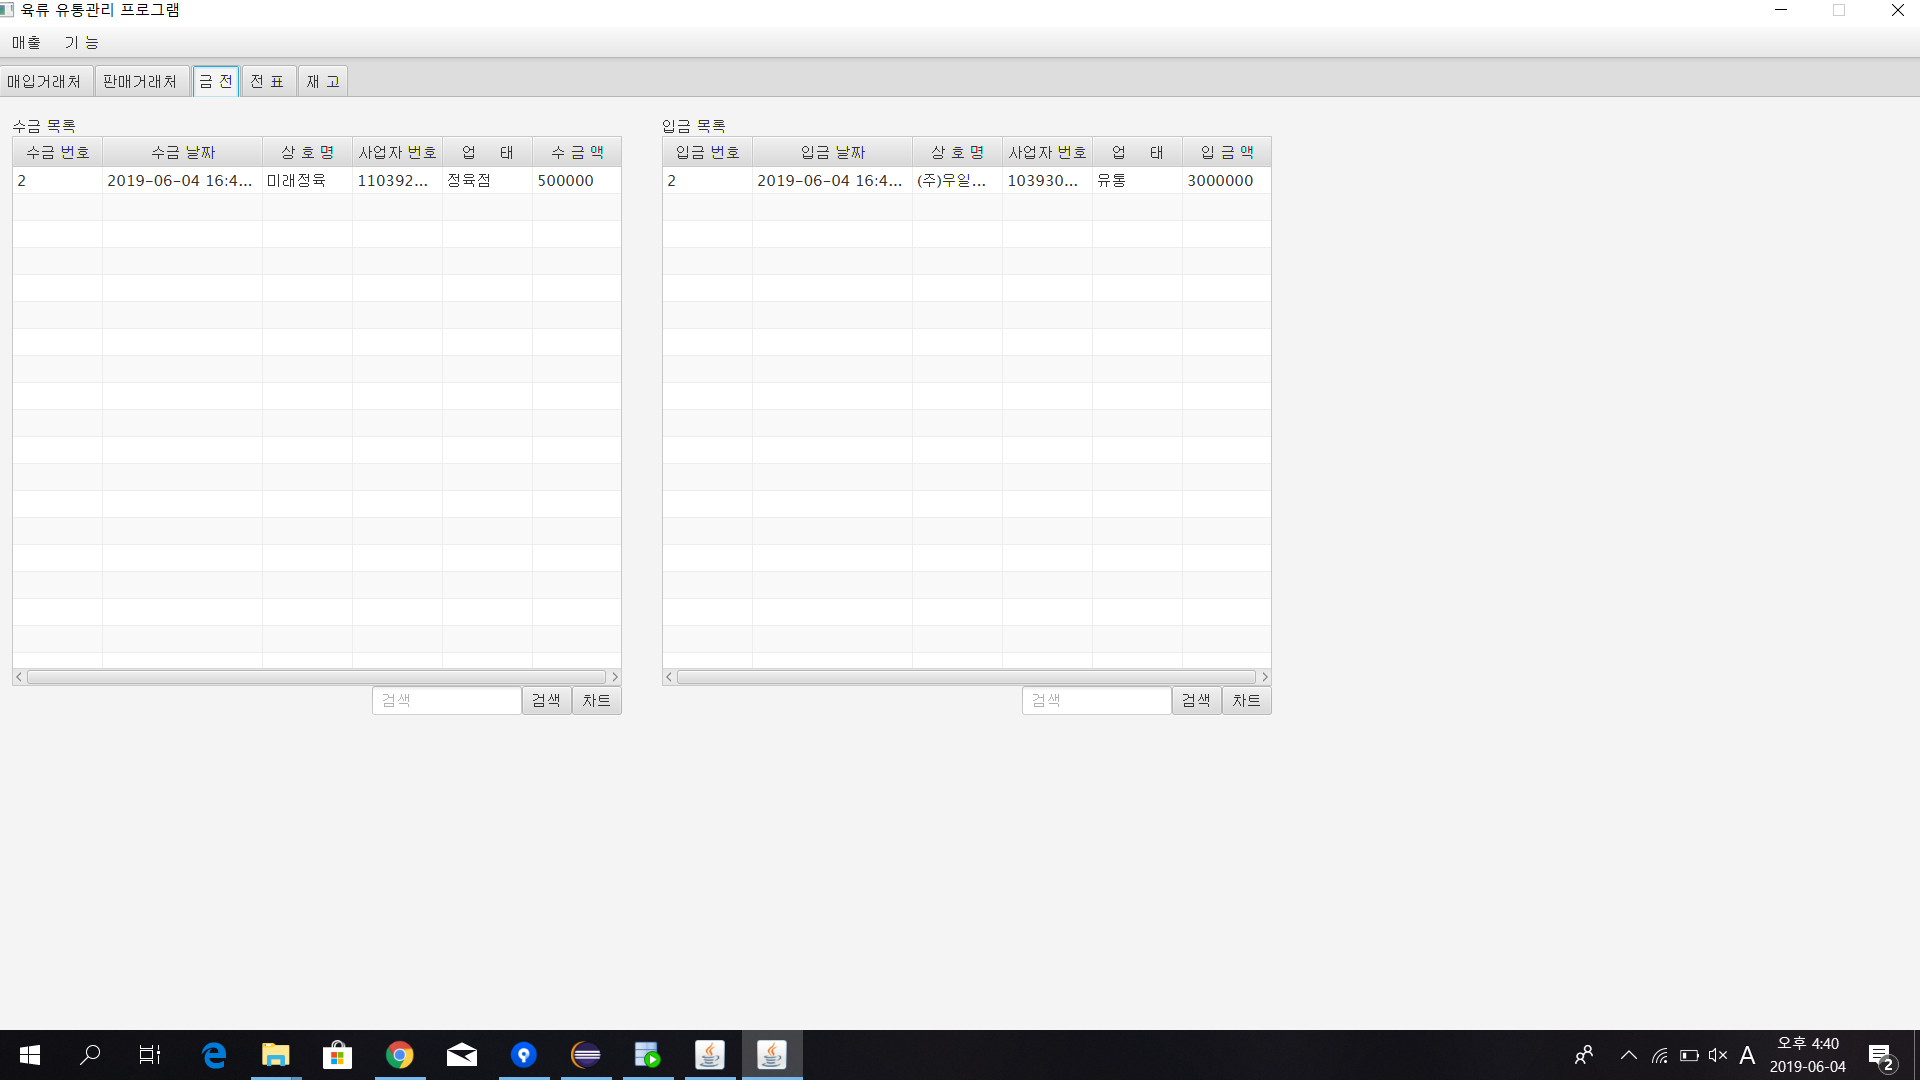 육류 유통관리 프로그램
매출 기 능
매입거래처 판매거래처 금 전 전 표 재 고
수금 목록
수금 번호 수금 날짜 상 호 명 사업자 번호 업 태 수 금 액
2 2019-06-04 16:4... 미래정육 110392... 정육점 500000
검색 검색 차트
입금 목록
입금 번호 입금 날짜 상 호 명 사업자 번호 업 태 입 금 액
2 2019-06-04 16:4... (주)우일... 103930... 유통 3000000
검색 검색 차트
A
오후 4:40
2019-06-04
2